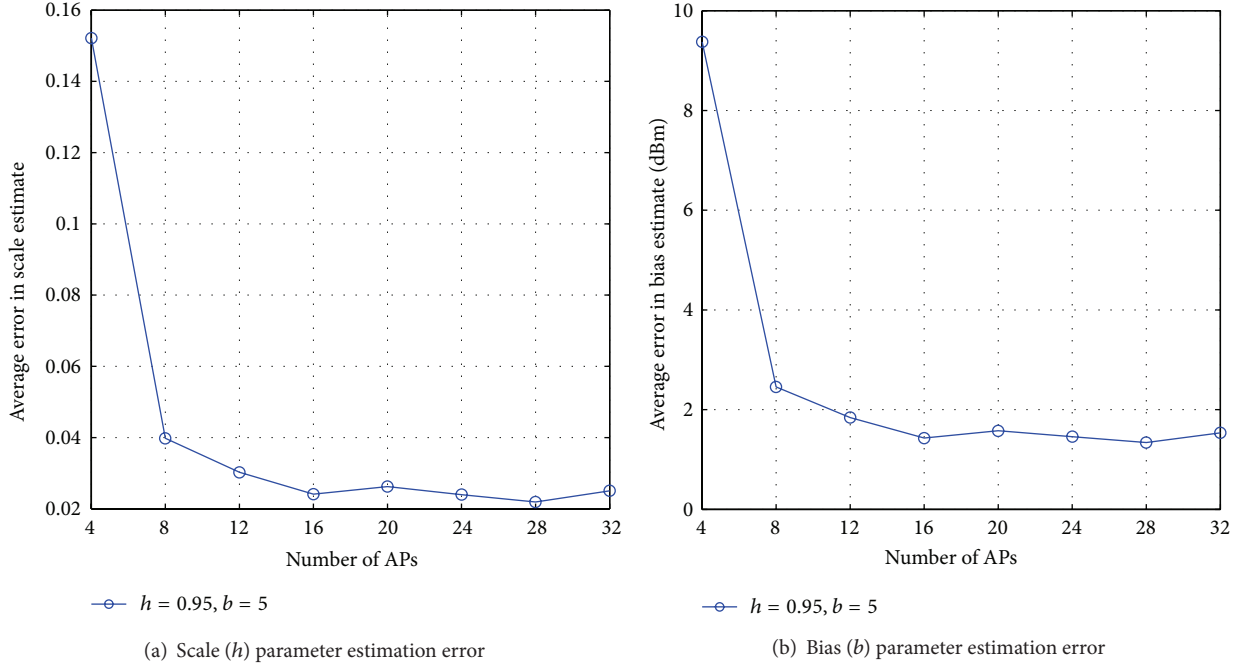 0.16
0.14
0.12
0.1
0.08
0.06
0.04
0.02
4 8 12 16 20 24 28 32
Average error in scale estimate
Number of APs
h = 0.95, b = 5
(a) Scale (h) parameter estimation error
10
8
6
4
2
0
4 8 12 16 20 24 28 32
Average error in bias estimate (dBm)
Number of APs
h = 0.95, b = 5
(b) Bias (b) parameter estimation error